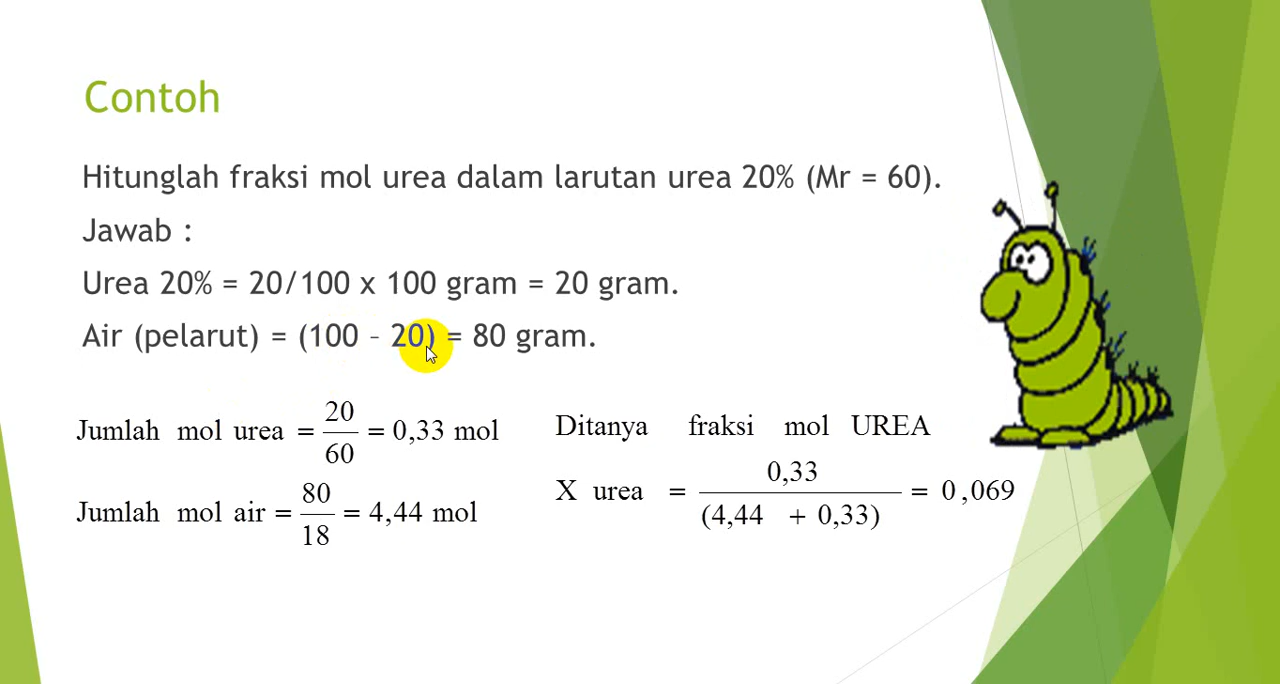 Contoh
Hitunglah fraksi mol urea dalam larutan urea 20% (Mr = 60).
Jawab :
Urea 20% = 20/100 x 100 gram = 20 gram.
Air (pelarut) = (100 – 20) = 80 gram.
Jumlah mol urea = 20/60 = 0,33 mol
Jumlah mol air = 80/18 = 4,44 mol
Ditanya fraksi mol UREA
X urea = 0,33/(4,44 + 0,33) = 0,069